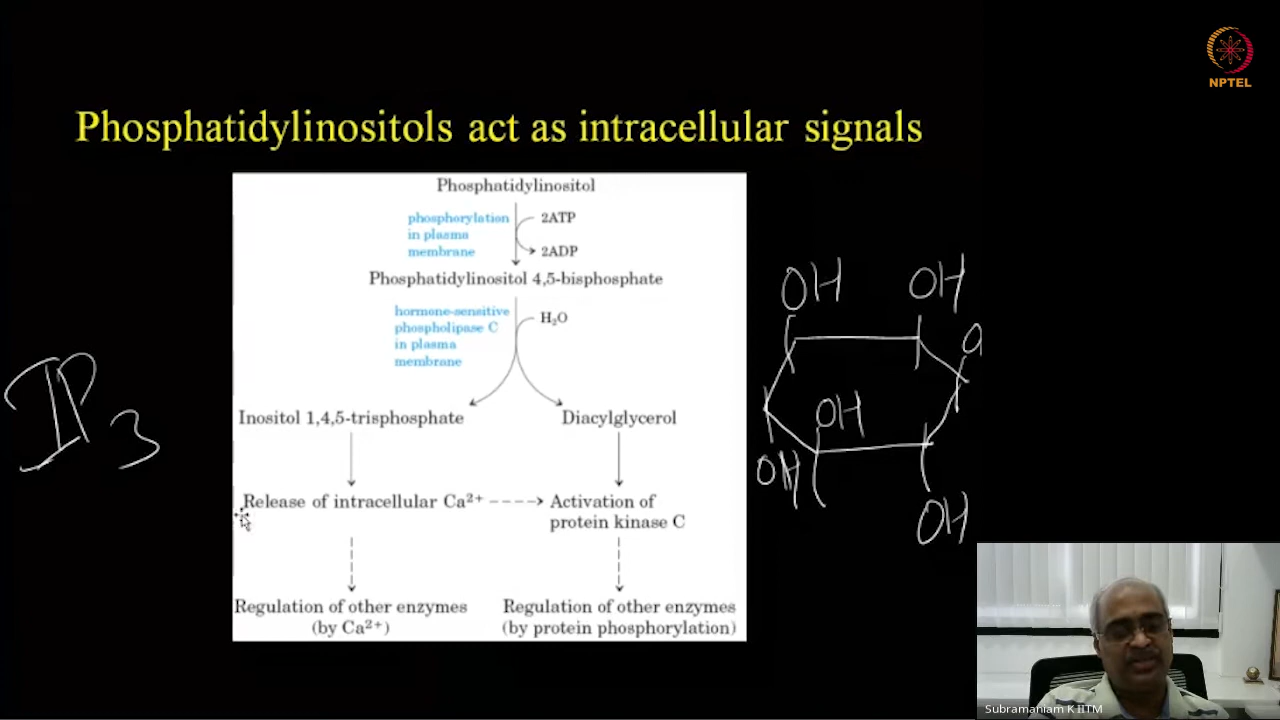 NPTEL
Phosphatidylinositols act as intracellular signals
Phosphatidylinositol
phosphorylation
in plasma
membrane
2ATP
2ADP
Phosphatidylinositol 4,5-bisphosphate
hormone-sensitive
phospholipase C
in plasma
membrane
H₂O
Inositol 1,4,5-trisphosphate
Diacylglycerol
Release of intracellular Ca²⁺
Activation of
protein kinase C
Regulation of other enzymes
(by Ca²⁺)
Regulation of other enzymes
(by protein phosphorylation)
IP₃
OH
OH
OH
OH
OH
Subramaniam K IITM